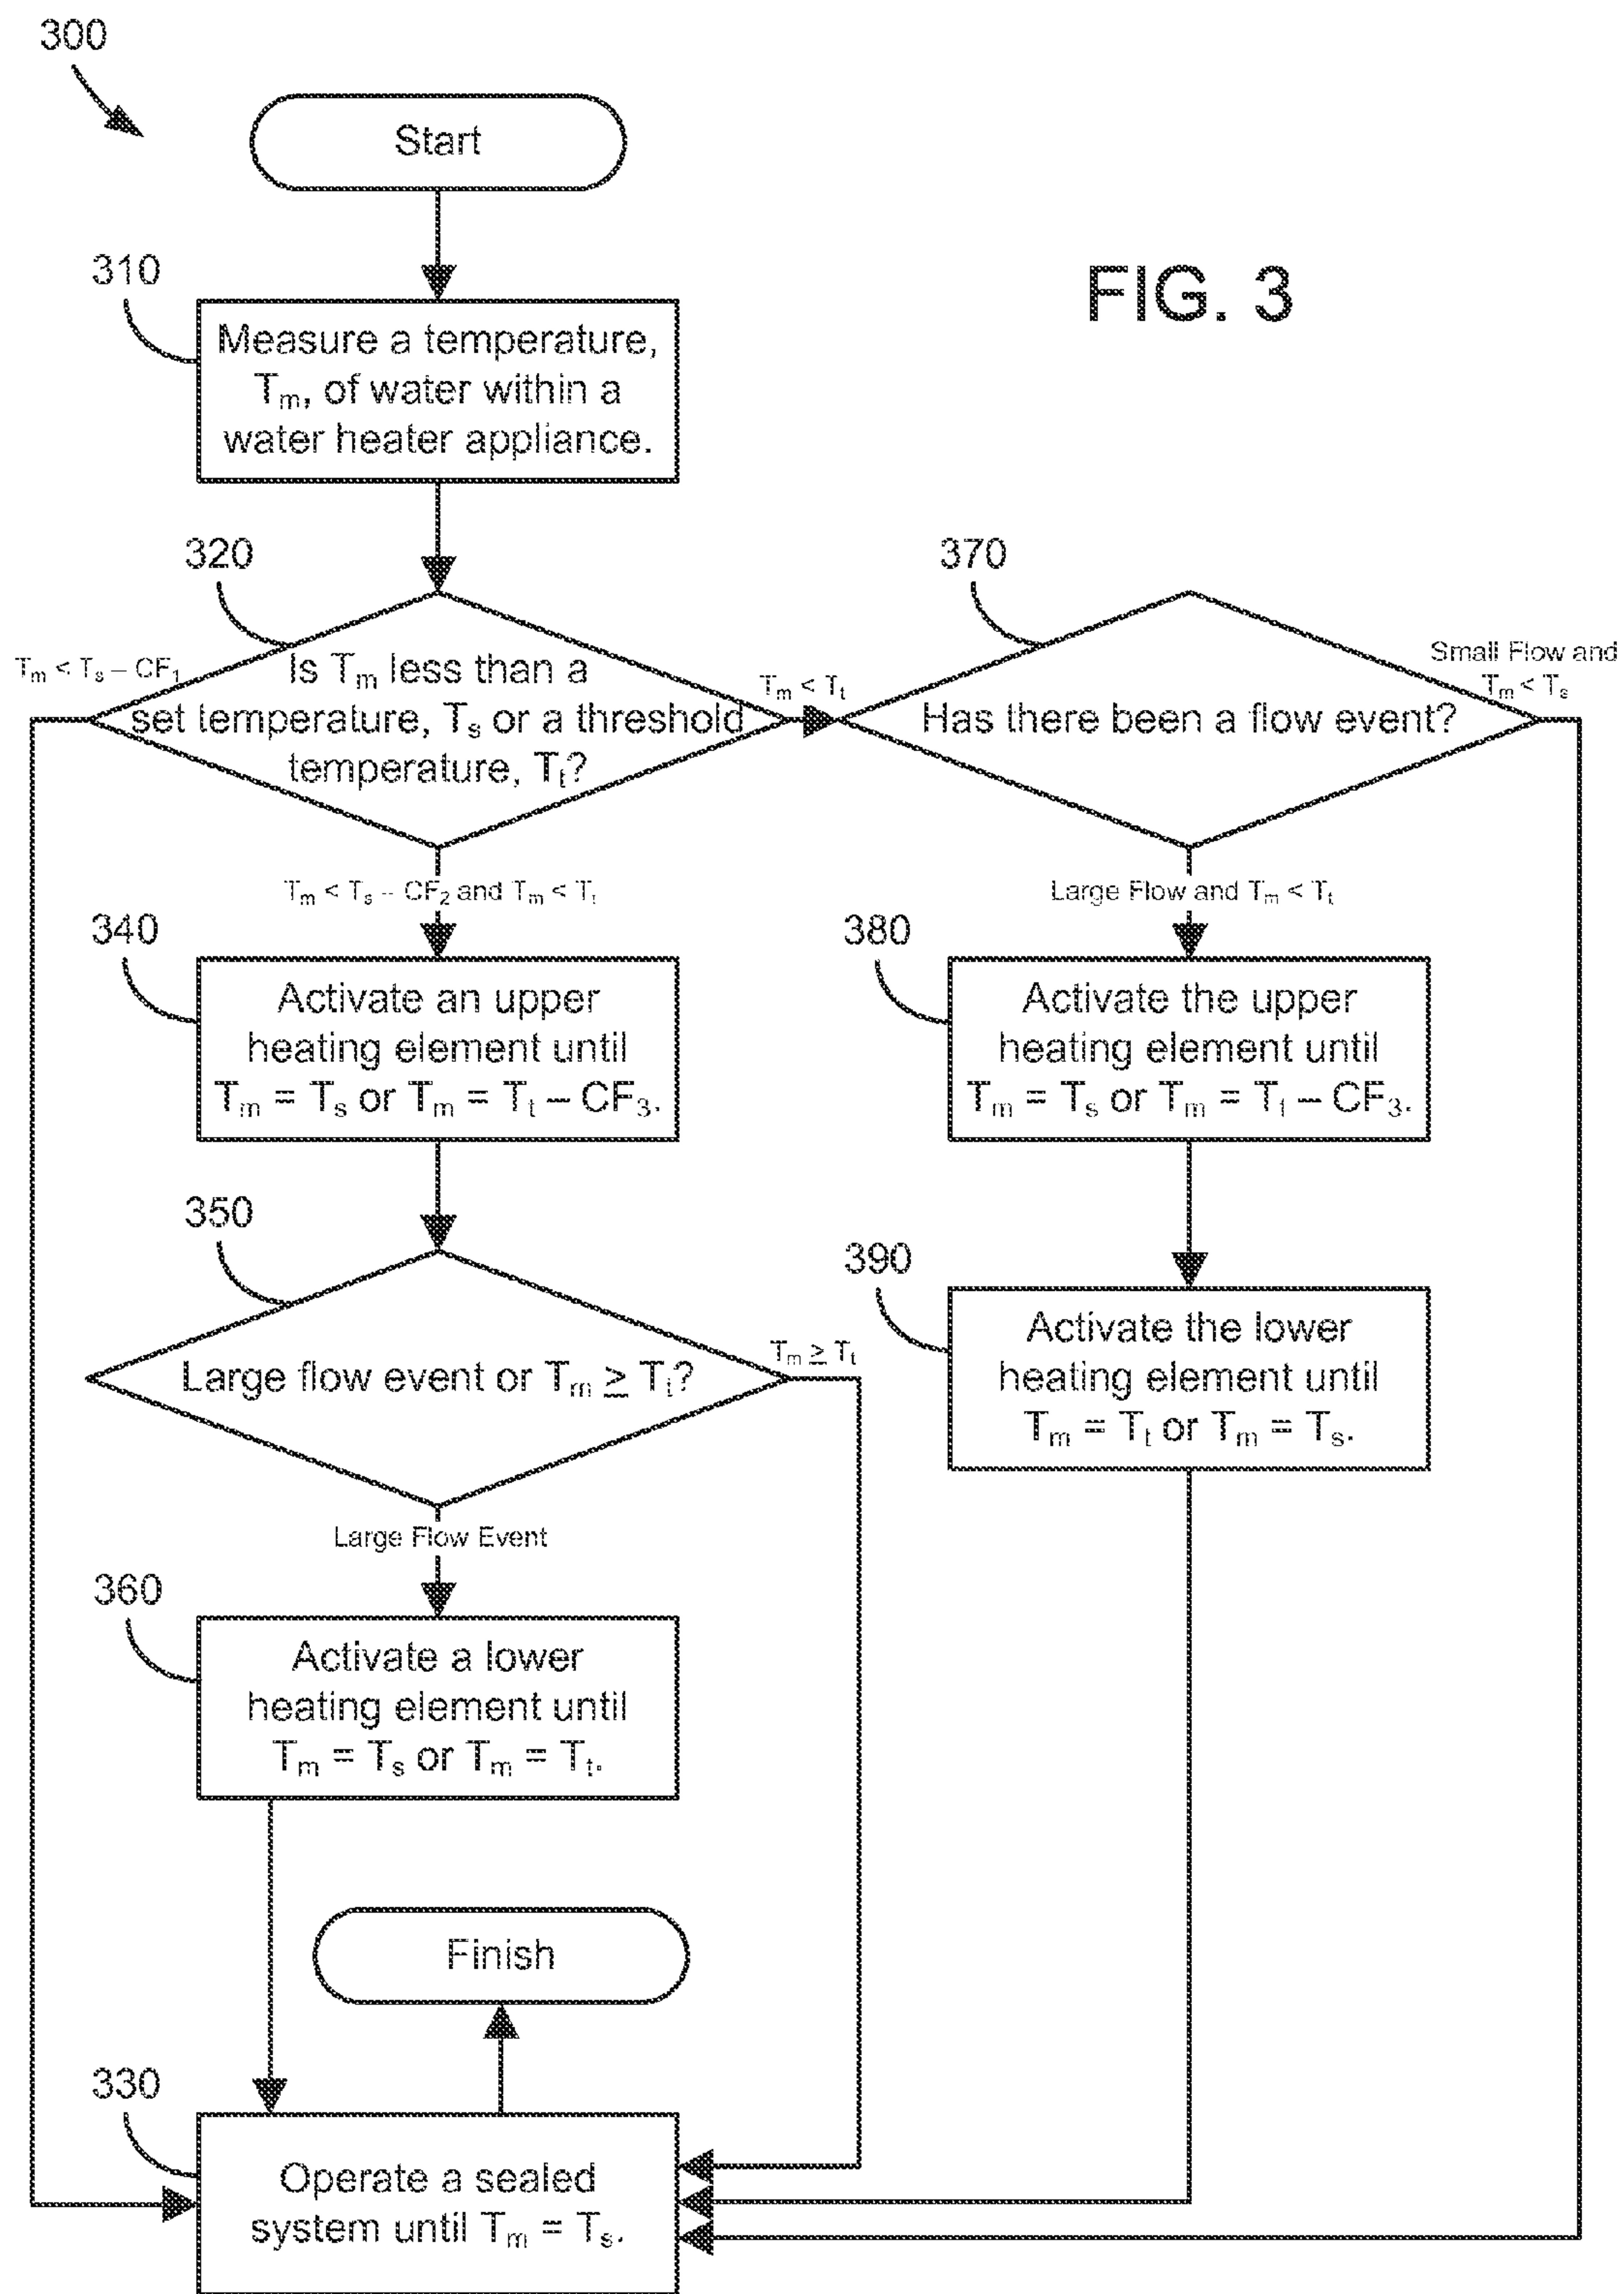 300
Start
FIG. 3
310
Measure a temperature,
Tₘ, of water within a
water heater appliance.
320
Tₘ < Tₛ – CF₁
Is Tₘ less than a
set temperature, Tₛ or a threshold
temperature, Tₜ?
Tₘ < Tₜ
370
Has there been a flow event?
Small Flow and
Tₘ < Tₛ
Tₘ < Tₛ – CF₂ and Tₘ < Tₜ
Large Flow and Tₘ < Tₜ
340
Activate an upper
heating element until
Tₘ = Tₛ or Tₘ = Tₜ – CF₃.
380
Activate the upper
heating element until
Tₘ = Tₛ or Tₘ = Tₜ – CF₃.
350
Large flow event or Tₘ ≥ Tₜ?
Tₘ ≥ Tₜ
390
Activate the lower
heating element until
Tₘ = Tₜ or Tₘ = Tₛ.
Large Flow Event
360
Activate a lower
heating element until
Tₘ = Tₛ or Tₘ = Tₜ.
Finish
330
Operate a sealed
system until Tₘ = Tₛ.